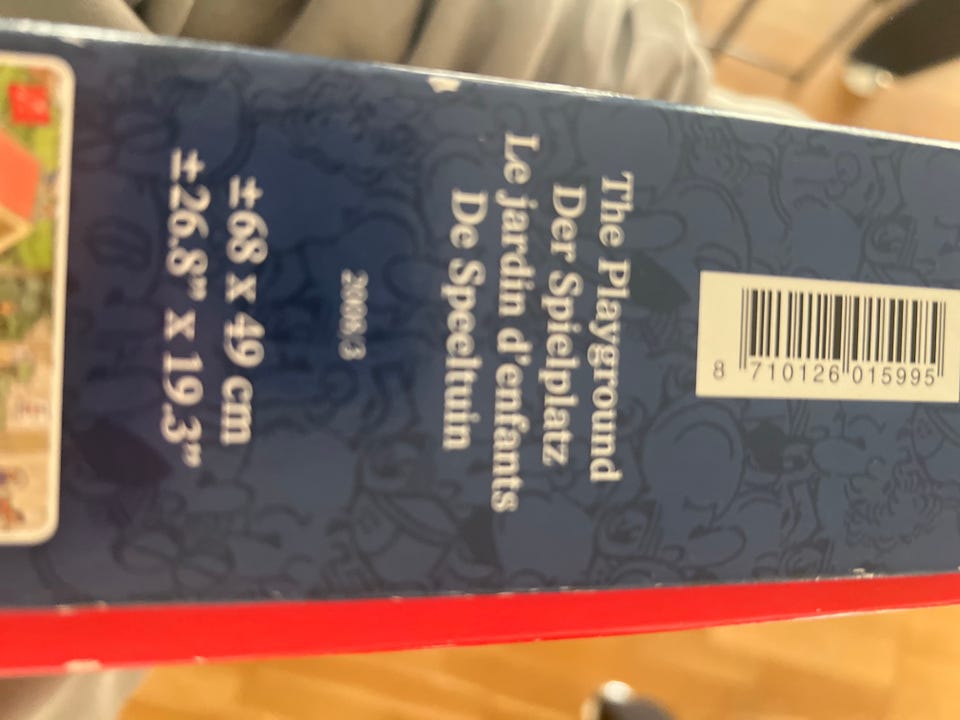 8 710126 015995
The Playground
Der Spielplatz
Le jardin d'enfants
De Speeltuin
2008/3
±68 x 49 cm
±26.8” x 19.3”